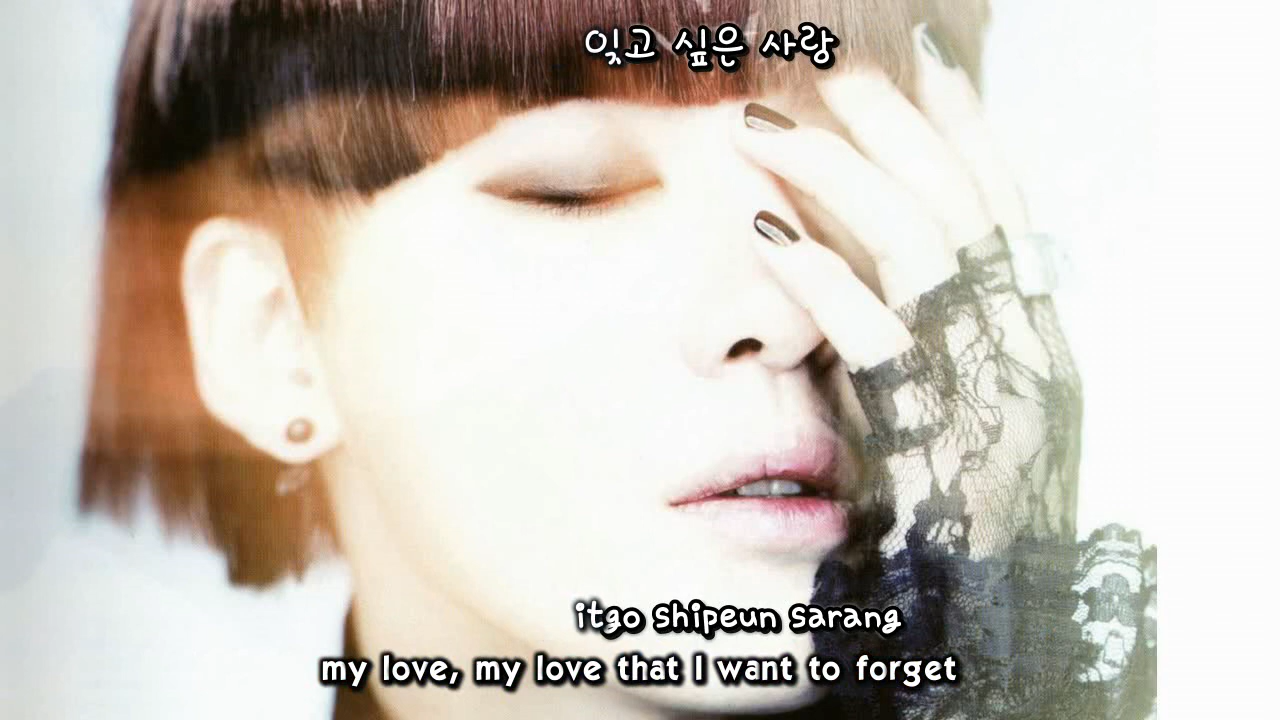 잊고 싶은 사랑
itgo shipeun sarang
my love, my love that I want to forget